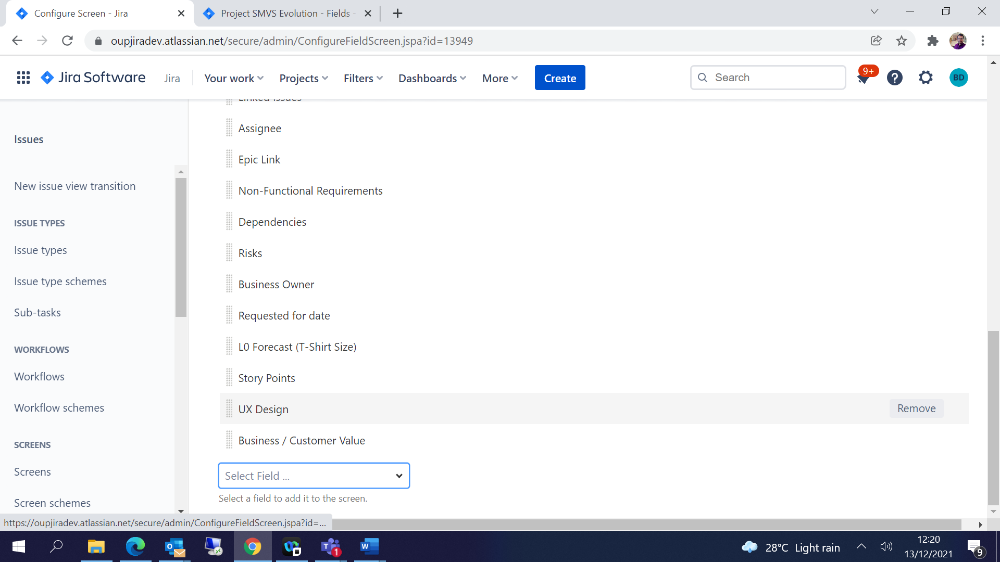 Configure Screen - Jira
Project SMVS Evolution - Fields -
oupjiradev.atlassian.net/secure/admin/ConfigureFieldScreen.jspa?id=13949
Jira Software
Jira
Your work
Projects
Filters
Dashboards
More
Create
Search
9+
BD
Issues
New issue view transition
ISSUE TYPES
Issue types
Issue type schemes
Sub-tasks
WORKFLOWS
Workflows
Workflow schemes
SCREENS
Screens
Screen schemes
Linked Issues
Assignee
Epic Link
Non-Functional Requirements
Dependencies
Risks
Business Owner
Requested for date
L0 Forecast (T-Shirt Size)
Story Points
UX Design
Remove
Business / Customer Value
Select Field ...
Select a field to add it to the screen.
https://oupjiradev.atlassian.net/secure/admin/ConfigureFieldScreen.jspa?id=...
1
28°C Light rain
12:20
13/12/2021
9